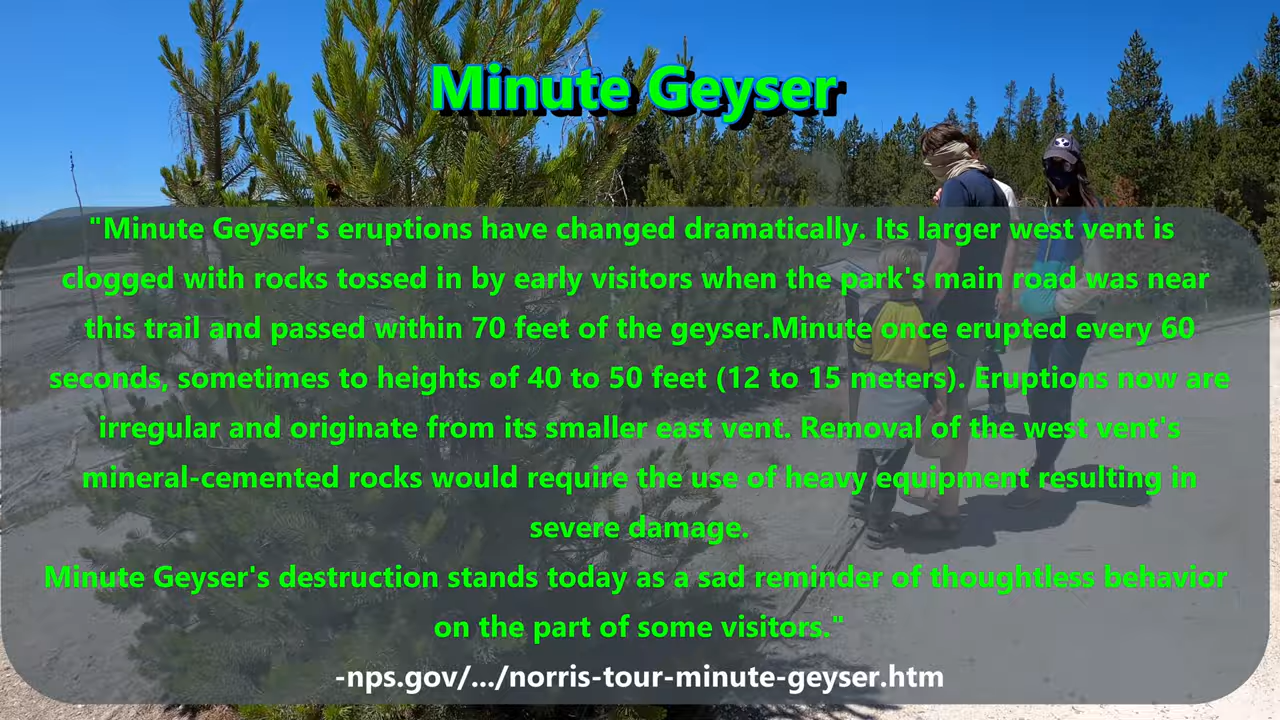 Minute Geyser
"Minute Geyser's eruptions have changed dramatically. Its larger west vent is
clogged with rocks tossed in by early visitors when the park's main road was near
this trail and passed within 70 feet of the geyser.Minute once erupted every 60
seconds, sometimes to heights of 40 to 50 feet (12 to 15 meters). Eruptions now are
irregular and originate from its smaller east vent. Removal of the west vent's
mineral-cemented rocks would require the use of heavy equipment resulting in
severe damage.
Minute Geyser's destruction stands today as a sad reminder of thoughtless behavior
on the part of some visitors."
-nps.gov/.../norris-tour-minute-geyser.htm